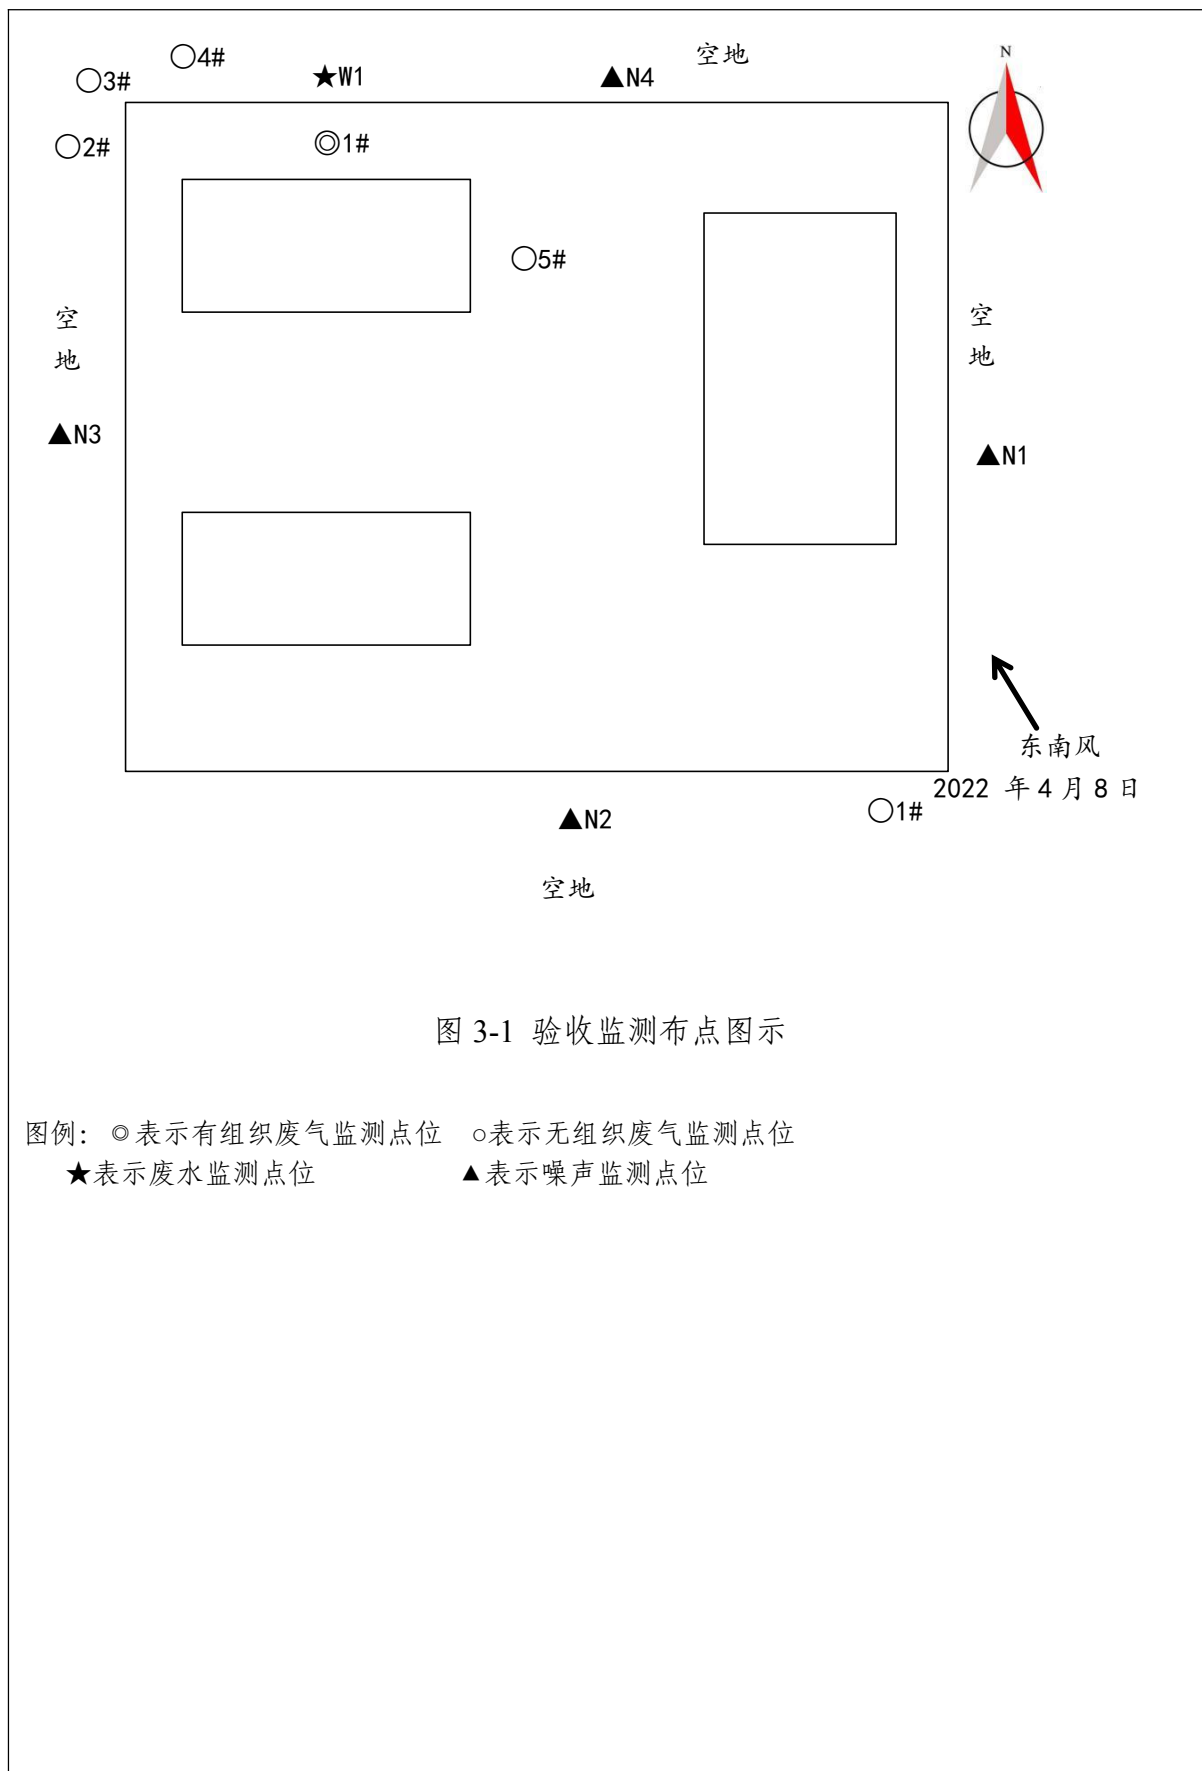 ○4#
空地
N
○3#
★W1
▲N4
○2#
◎1#
○5#
空
地
空
地
▲N3
▲N1
东南风
2022 年 4 月 8 日
○1#
▲N2
空地
图 3-1 验收监测布点图示
图例： ◎表示有组织废气监测点位 ○表示无组织废气监测点位
★表示废水监测点位 ▲表示噪声监测点位